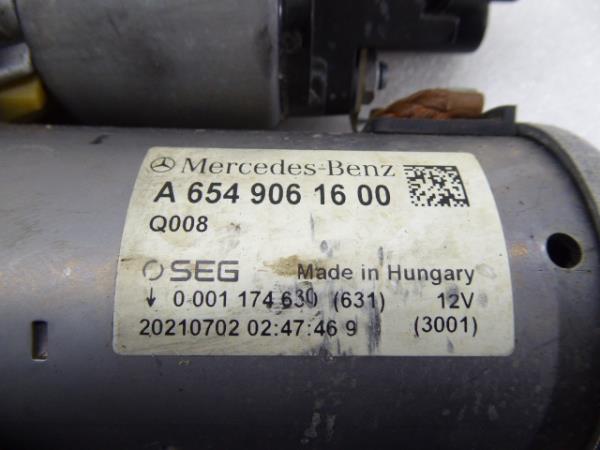 Mercedes-Benz
A 654 906 16 00
Q008
SEG Made in Hungary
↓ 0 001 174 630 (631) 12V
20210702 02:47:46 9 (3001)